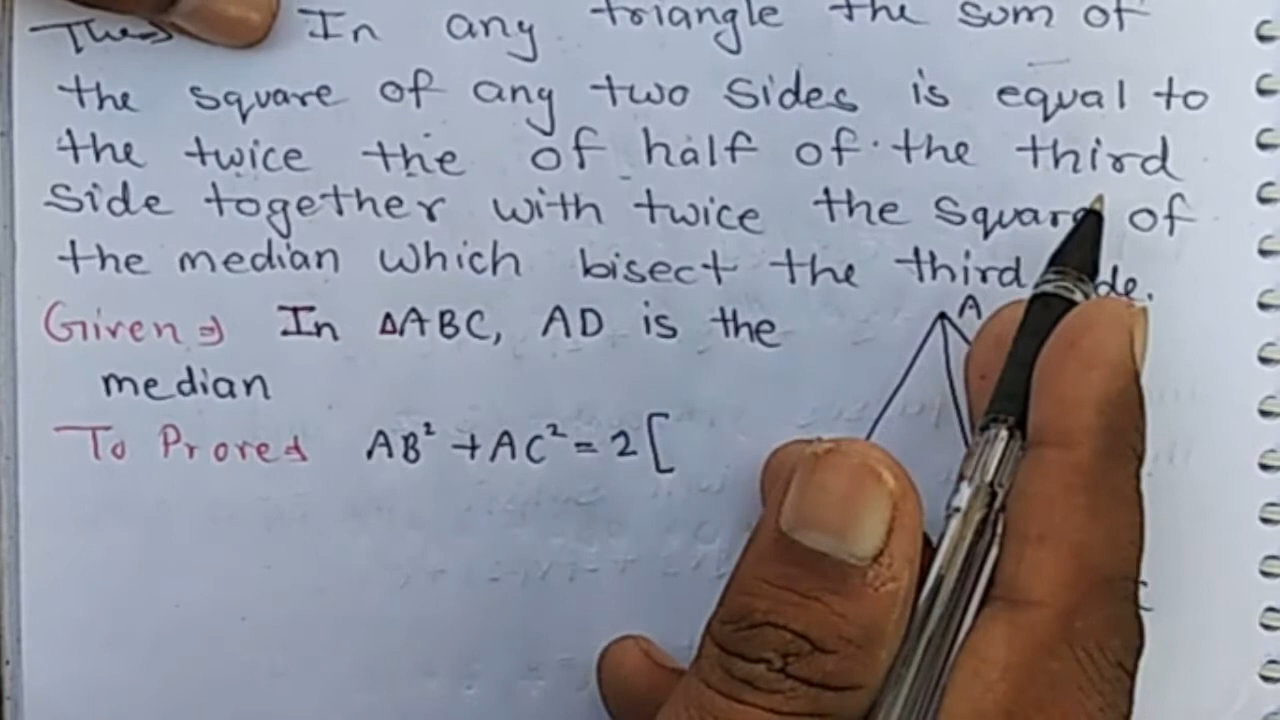 In any triangle the sum of
the square of any two sides is equal to
the twice the of half of the third
side together with twice the square of
the median which bisect the third
Given ⇒ In ΔABC, AD is the
median
A
To Prove ⇒ AB² + AC² = 2 [